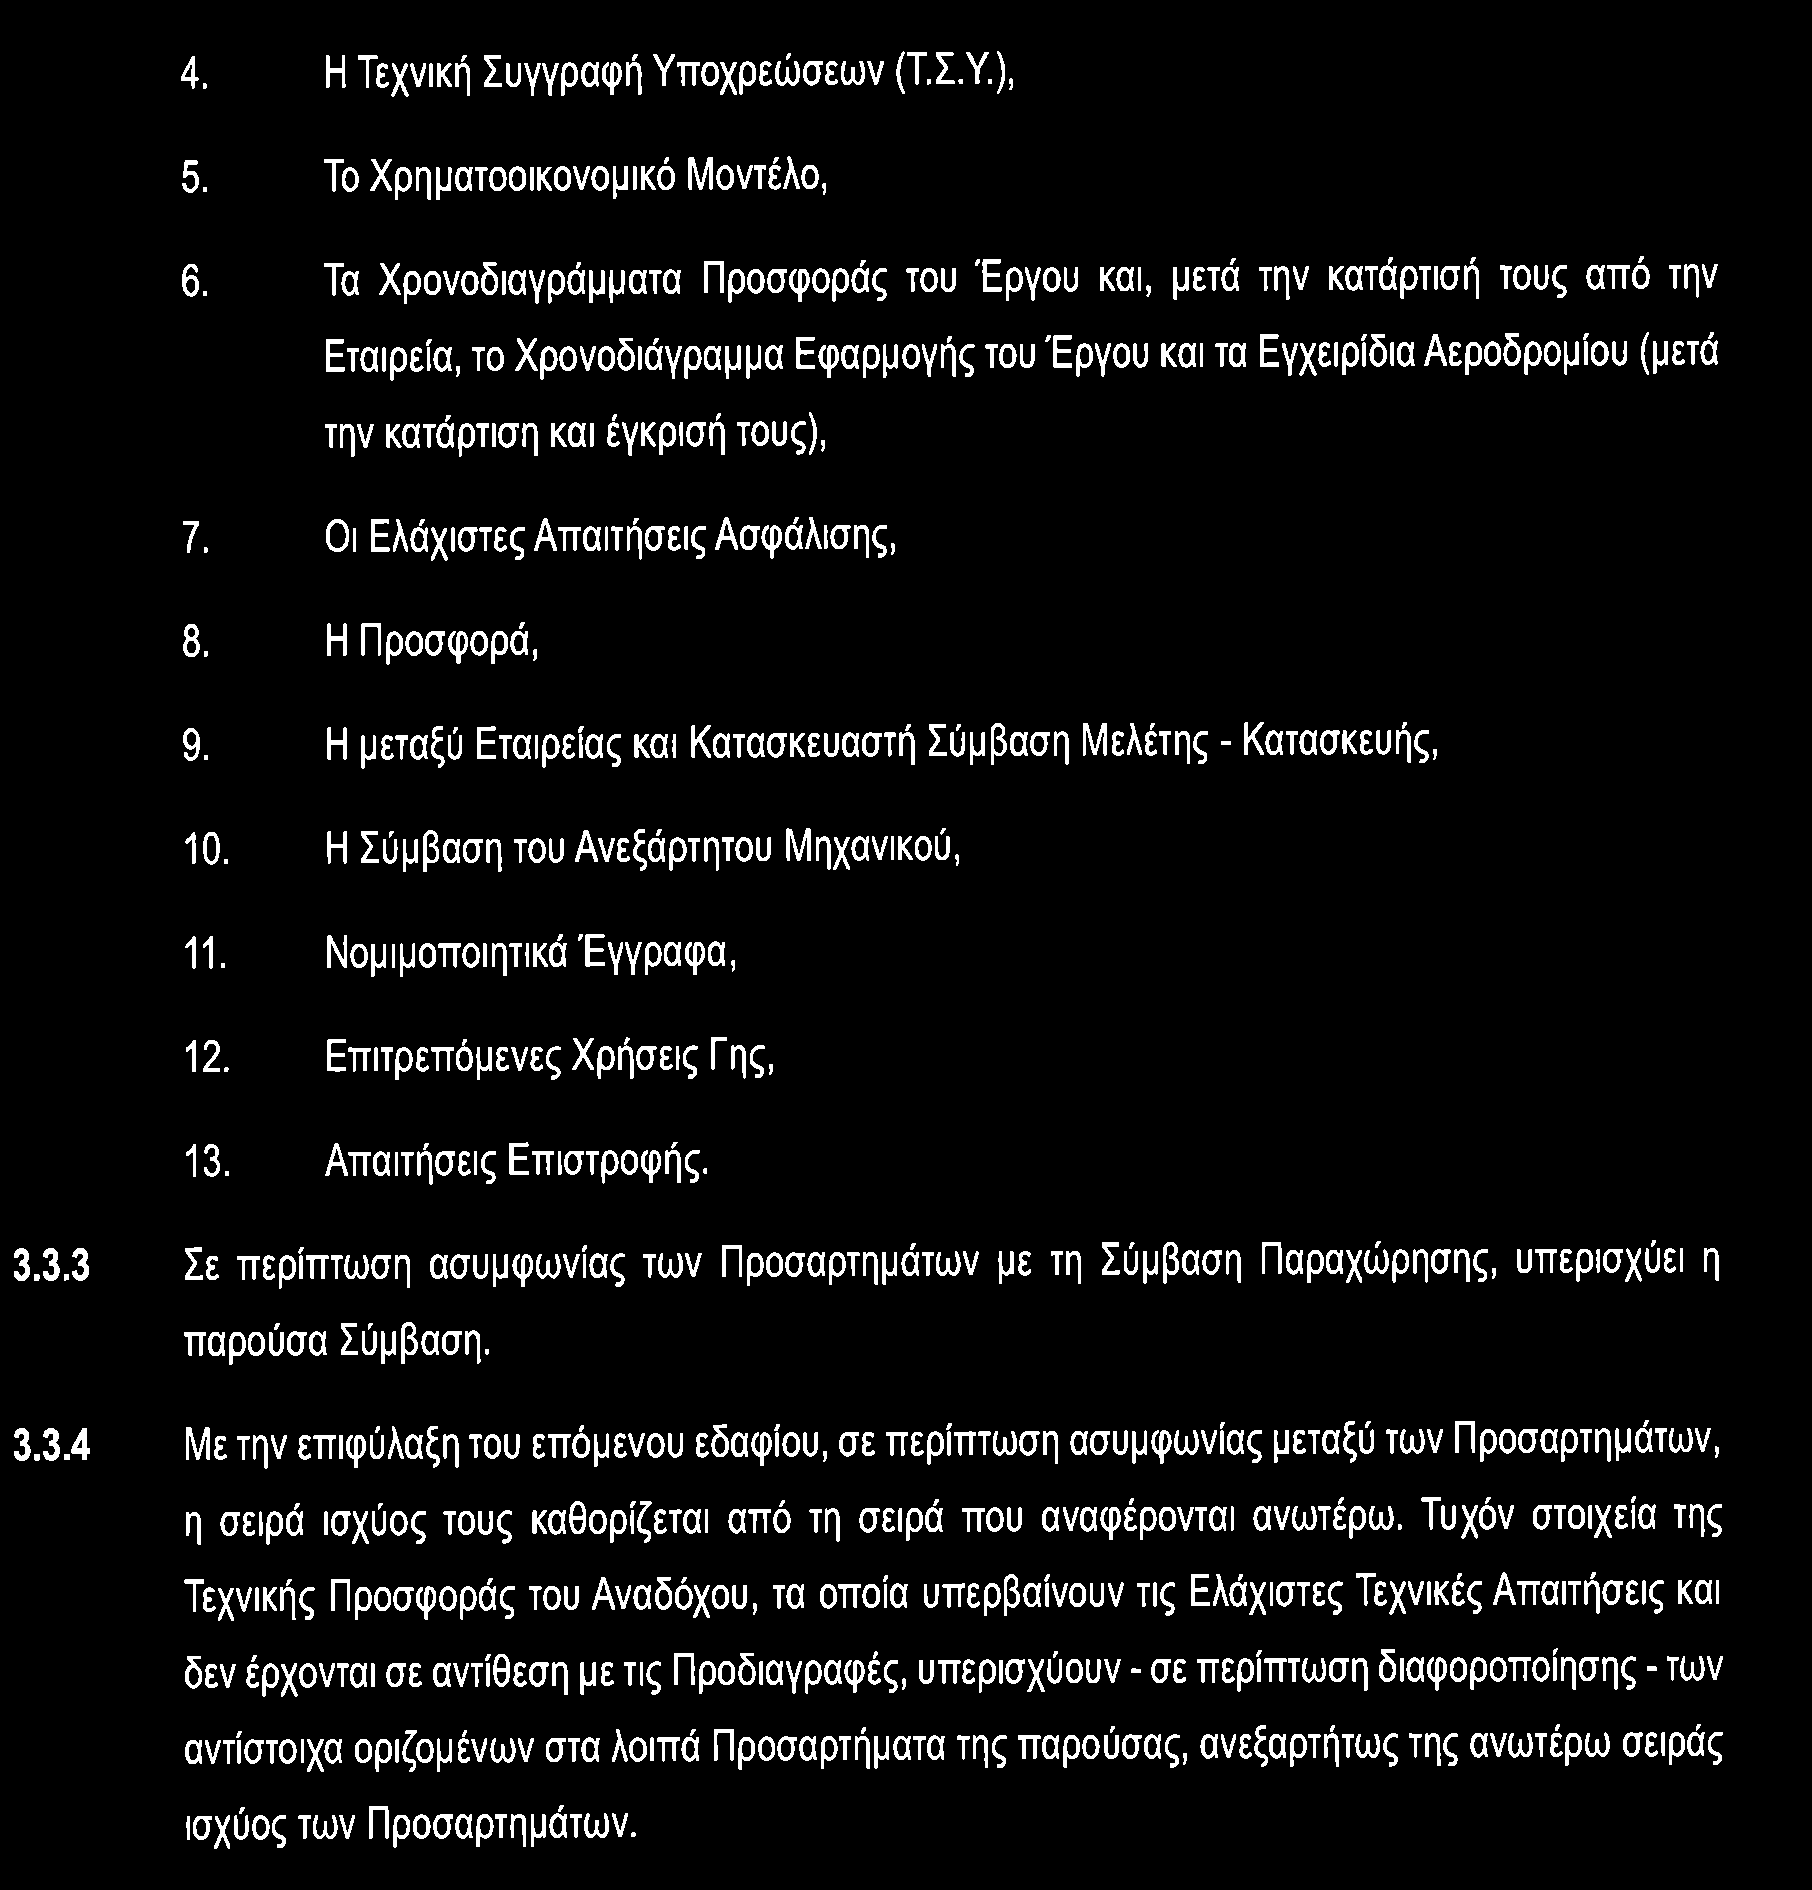 4. Η Τεχνική Συγγραφή Υποχρεώσεων (Τ.Σ.Υ.),
5. Το Χρηματοοικονομικό Μοντέλο,
6. Τα Χρονοδιαγράμματα Προσφοράς του Έργου και, μετά την κατάρτισή τους από την
Εταιρεία, το Χρονοδιάγραμμα Εφαρμογής του Έργου και τα Εγχειρίδια Αεροδρομίου (μετά
την κατάρτιση και έγκρισή τους),
7. Οι Ελάχιστες Απαιτήσεις Ασφάλισης,
8. Η Προσφορά,
9. Η μεταξύ Εταιρείας και Κατασκευαστή Σύμβαση Μελέτης - Κατασκευής,
10. Η Σύμβαση του Ανεξάρτητου Μηχανικού,
11. Νομιμοποιητικά Έγγραφα,
12. Επιτρεπόμενες Χρήσεις Γης,
13. Απαιτήσεις Επιστροφής.
3.3.3 Σε περίπτωση ασυμφωνίας των Προσαρτημάτων με τη Σύμβαση Παραχώρησης, υπερισχύει η
παρούσα Σύμβαση.
3.3.4 Με την επιφύλαξη του επόμενου εδαφίου, σε περίπτωση ασυμφωνίας μεταξύ των Προσαρτημάτων,
η σειρά ισχύος τους καθορίζεται από τη σειρά που αναφέρονται ανωτέρω. Τυχόν στοιχεία της
Τεχνικής Προσφοράς του Αναδόχου, τα οποία υπερβαίνουν τις Ελάχιστες Τεχνικές Απαιτήσεις και
δεν έρχονται σε αντίθεση με τις Προδιαγραφές, υπερισχύουν - σε περίπτωση διαφοροποίησης - των
αντίστοιχα οριζομένων στα λοιπά Προσαρτήματα της παρούσας, ανεξαρτήτως της ανωτέρω σειράς
ισχύος των Προσαρτημάτων.